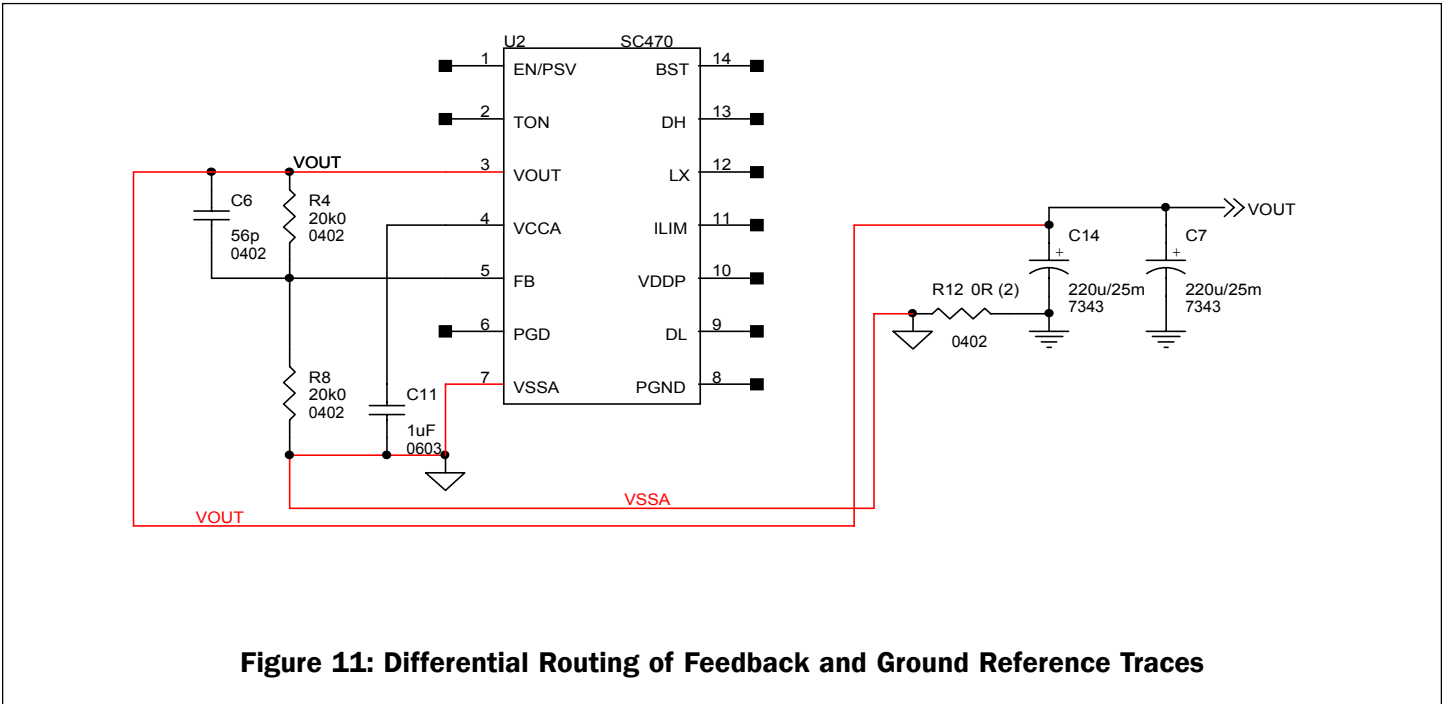 U2 SC470
1 EN/PSV BST 14
2 TON DH 13
VOUT 3 VOUT LX 12
C6 R4
20k0
56p 0402
0402
4 VCCA ILIM 11
5 FB VDDP 10
6 PGD DL 9
7 VSSA PGND 8
R8
20k0
0402
C11
1uF
0603
VOUT
C14 C7
+ +
R12 0R (2) 220u/25m 220u/25m
7343 7343
0402
VSSA
VOUT
Figure 11: Differential Routing of Feedback and Ground Reference Traces